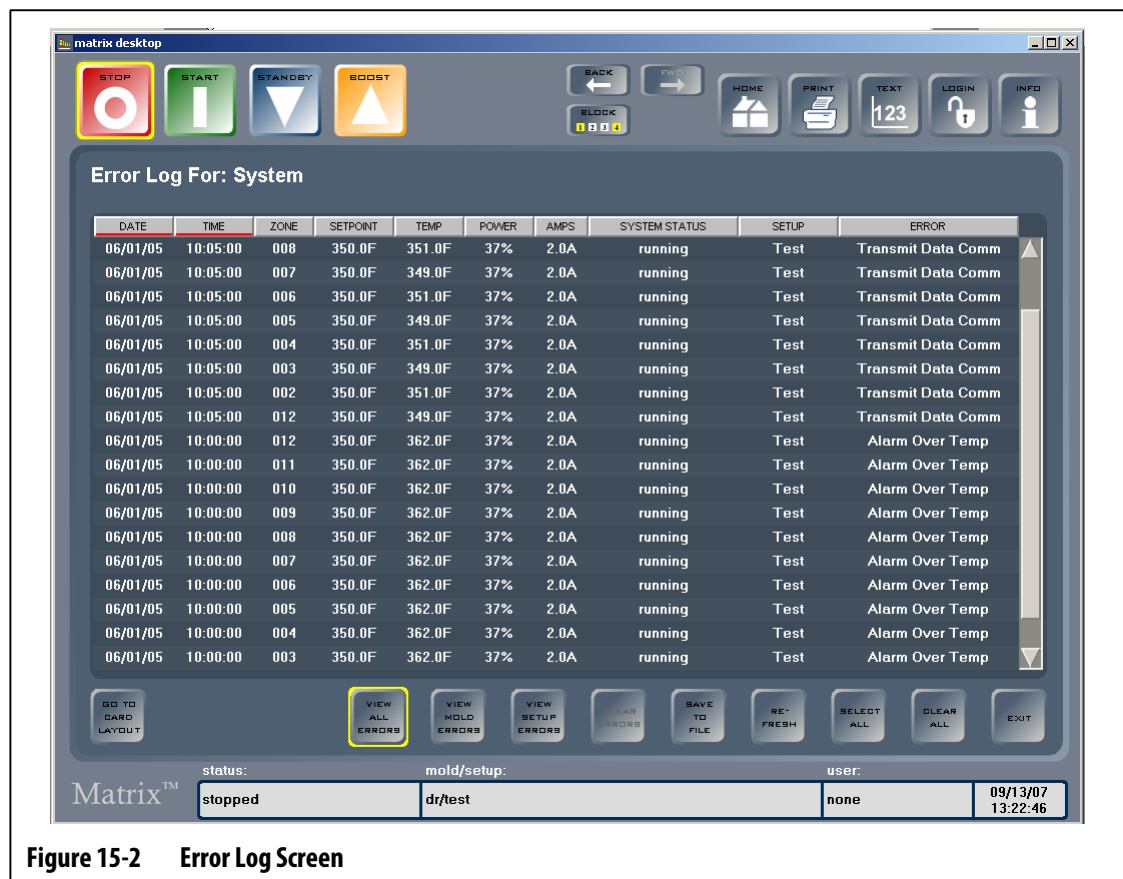 matrix desktop
STOP START STANDBY BOOST BACK FWD HOME PRINT TEXT LOGIN INFO
123
BLOCK
1 2 3 4
Error Log For: System
DATE TIME ZONE SETPOINT TEMP POWER AMPS SYSTEM STATUS SETUP ERROR
06/01/05 10:05:00 008 350.0F 351.0F 37% 2.0A running Test Transmit Data Comm
06/01/05 10:05:00 007 350.0F 349.0F 37% 2.0A running Test Transmit Data Comm
06/01/05 10:05:00 006 350.0F 351.0F 37% 2.0A running Test Transmit Data Comm
06/01/05 10:05:00 005 350.0F 349.0F 37% 2.0A running Test Transmit Data Comm
06/01/05 10:05:00 004 350.0F 351.0F 37% 2.0A running Test Transmit Data Comm
06/01/05 10:05:00 003 350.0F 349.0F 37% 2.0A running Test Transmit Data Comm
06/01/05 10:05:00 002 350.0F 351.0F 37% 2.0A running Test Transmit Data Comm
06/01/05 10:05:00 012 350.0F 349.0F 37% 2.0A running Test Transmit Data Comm
06/01/05 10:00:00 012 350.0F 362.0F 37% 2.0A running Test Alarm Over Temp
06/01/05 10:00:00 011 350.0F 362.0F 37% 2.0A running Test Alarm Over Temp
06/01/05 10:00:00 010 350.0F 362.0F 37% 2.0A running Test Alarm Over Temp
06/01/05 10:00:00 009 350.0F 362.0F 37% 2.0A running Test Alarm Over Temp
06/01/05 10:00:00 008 350.0F 362.0F 37% 2.0A running Test Alarm Over Temp
06/01/05 10:00:00 007 350.0F 362.0F 37% 2.0A running Test Alarm Over Temp
06/01/05 10:00:00 006 350.0F 362.0F 37% 2.0A running Test Alarm Over Temp
06/01/05 10:00:00 005 350.0F 362.0F 37% 2.0A running Test Alarm Over Temp
06/01/05 10:00:00 004 350.0F 362.0F 37% 2.0A running Test Alarm Over Temp
06/01/05 10:00:00 003 350.0F 362.0F 37% 2.0A running Test Alarm Over Temp
GO TO CARD LAYOUT
VIEW ALL ERRORS
VIEW MOLD ERRORS
VIEW SETUP ERRORS
CLEAR ERRORS
SAVE TO FILE
RE-FRESH
SELECT ALL
CLEAR ALL
EXIT
status: mold/setup: user:
Matrix™ stopped dr/test none 09/13/07
13:22:46
Figure 15-2 Error Log Screen